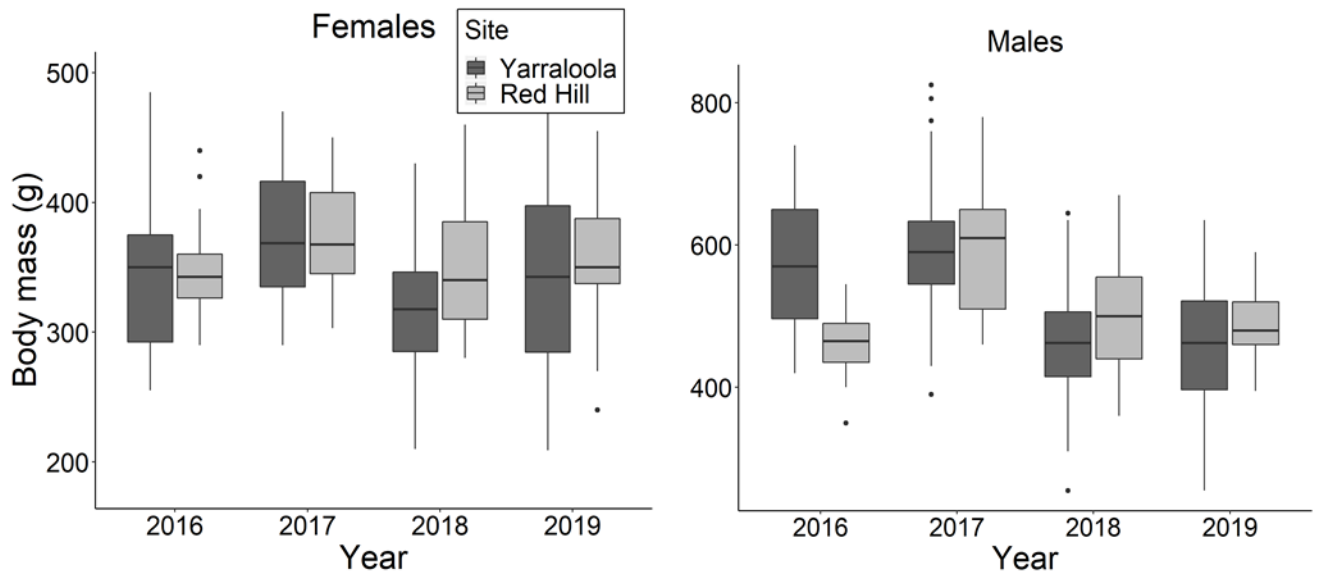 Females
Site
Yarraloola
Red Hill
Body mass (g)
500
400
300
200
2016 2017 2018 2019
Year
Males
800
600
400
2016 2017 2018 2019
Year